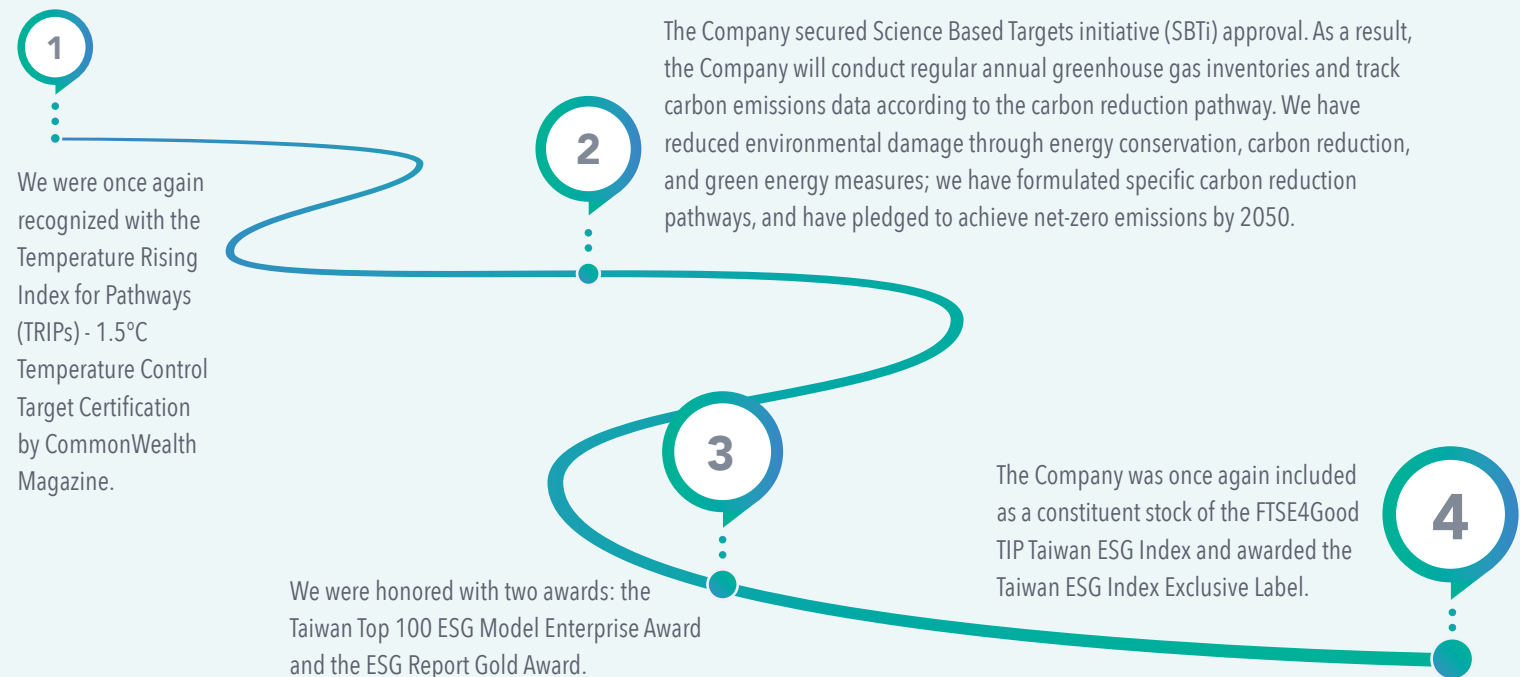 1
We were once again
recognized with the
Temperature Rising
Index for Pathways
(TRIPs) - 1.5°C
Temperature Control
Target Certification
by CommonWealth
Magazine.
2
The Company secured Science Based Targets initiative (SBTi) approval. As a result,
the Company will conduct regular annual greenhouse gas inventories and track
carbon emissions data according to the carbon reduction pathway. We have
reduced environmental damage through energy conservation, carbon reduction,
and green energy measures; we have formulated specific carbon reduction
pathways, and have pledged to achieve net-zero emissions by 2050.
3
We were honored with two awards: the
Taiwan Top 100 ESG Model Enterprise Award
and the ESG Report Gold Award.
4
The Company was once again included
as a constituent stock of the FTSE4Good
TIP Taiwan ESG Index and awarded the
Taiwan ESG Index Exclusive Label.